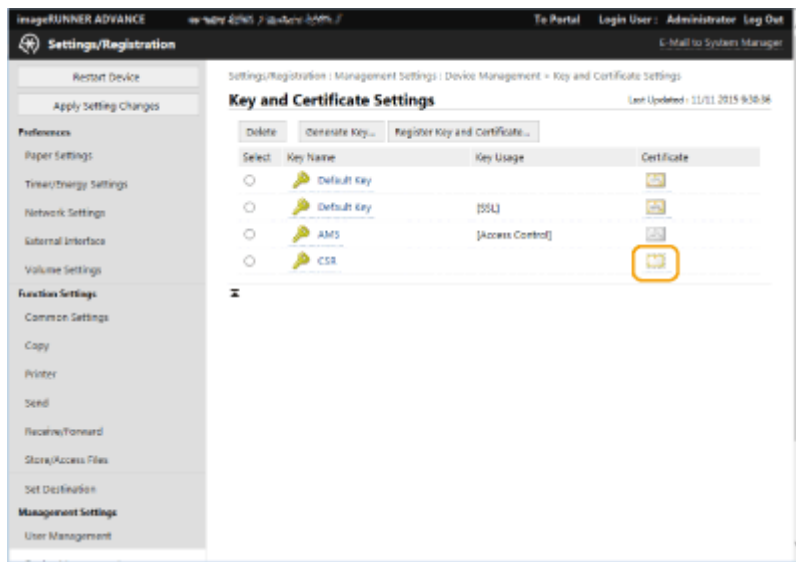 imageRUNNER ADVANCE
To Portal Login User : Administrator Log Out
Settings/Registration
E-Mail to System Manager
Restart Device
Apply Setting Changes
Settings/Registration : Management Settings : Device Management > Key and Certificate Settings
Key and Certificate Settings
Last Updated : 11/11 2015 9:30:36
Delete Generate Key... Register Key and Certificate...
Select Key Name Key Usage Certificate
Default Key
Default Key [SSL]
AMS [Access Control]
CSR
Preferences
Paper Settings
Timer/Energy Settings
Network Settings
External Interface
Volume Settings
Function Settings
Common Settings
Copy
Printer
Send
Receive/Forward
Store/Access Files
Set Destination
Management Settings
User Management